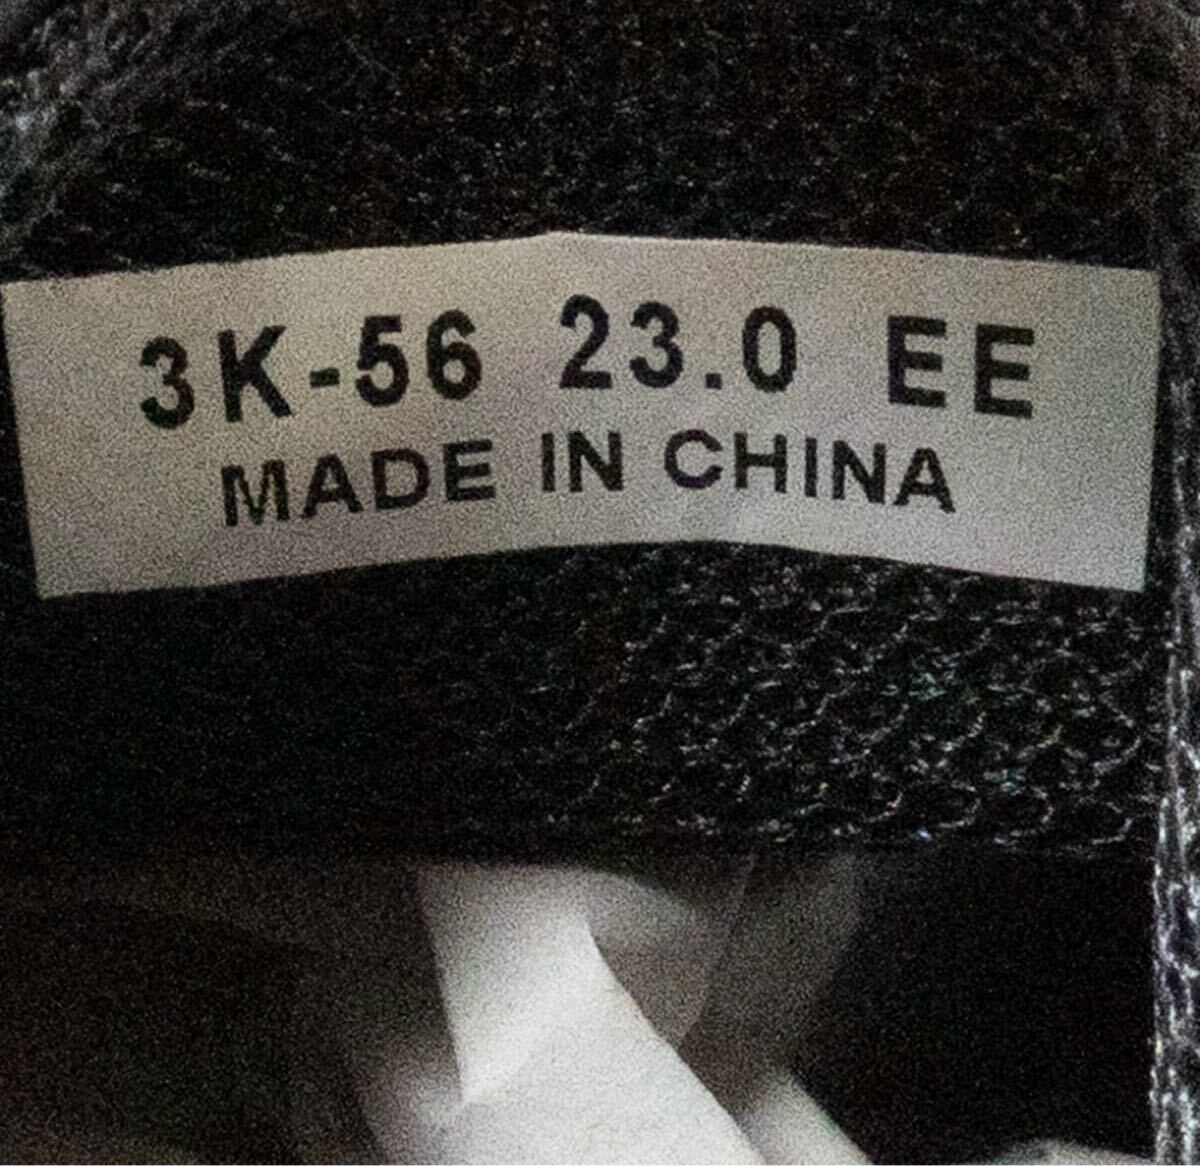 3K-56 23.0 EE
MADE IN CHINA